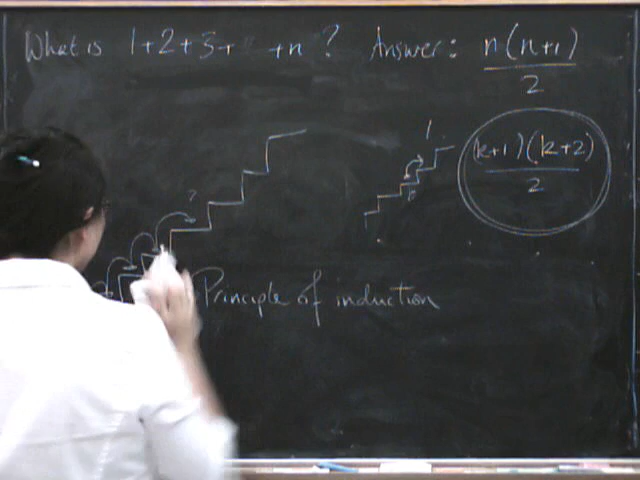 What is 1+2+3+ +n ? Answer: n(n+1)/2
?
(k+1)(k+2)/2
Principle of induction